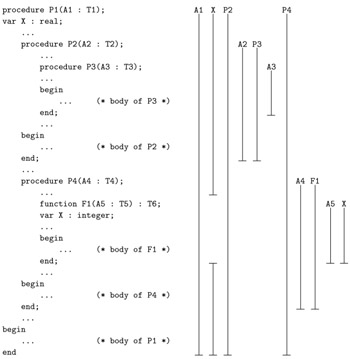 procedure P1(A1 : T1); A1 X P2 P4
var X : real;
...
procedure P2(A2 : T2); A2 P3
...
procedure P3(A3 : T3); A3
...
begin
... (* body of P3 *)
end;
...
begin
... (* body of P2 *)
end;
...
procedure P4(A4 : T4); A4 F1
...
function F1(A5 : T5) : T6; A5 X
var X : integer;
...
begin
... (* body of F1 *)
end;
...
begin
... (* body of P4 *)
end;
...
begin
... (* body of P1 *)
end